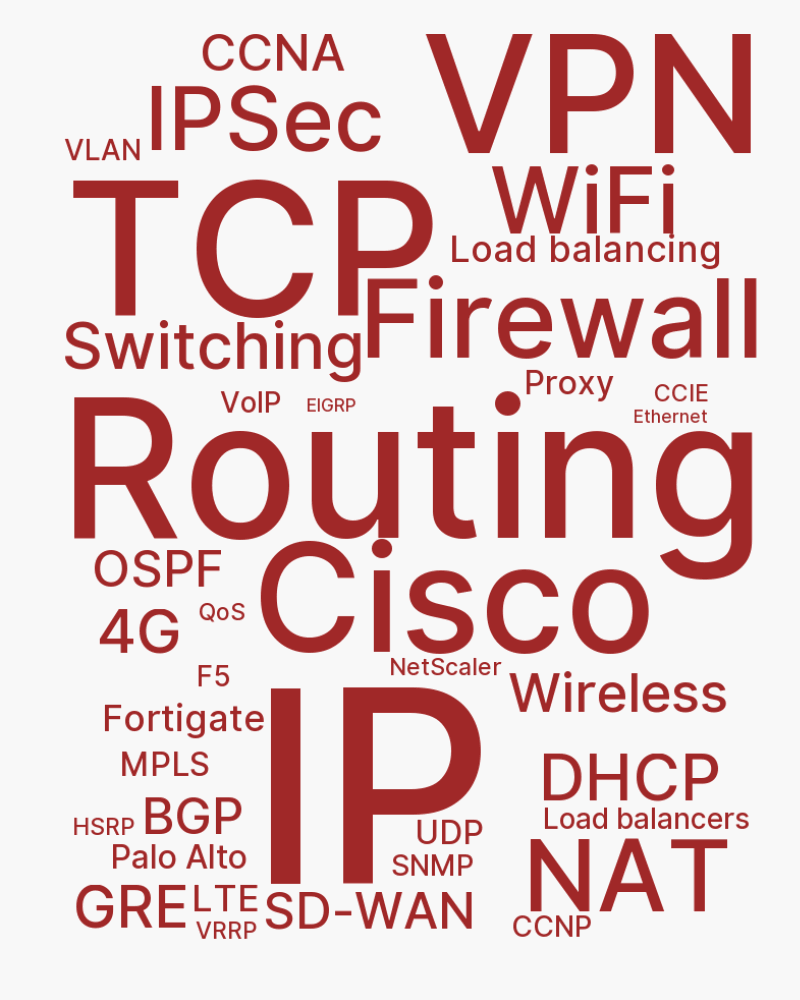 CCNA
VPN
IPSec
VLAN
WiFi
TCP
Load balancing
Firewall
Switching
Proxy
CCIE
VoIP
EIGRP
Ethernet
Routing
OSPF
Cisco
4G
QoS
NetScaler
F5
Wireless
IP
Fortigate
MPLS
DHCP
HSRP
BGP
Load balancers
UDP
Palo Alto
SNMP
NAT
GRE
LTE
SD-WAN
VRRP
CCNP